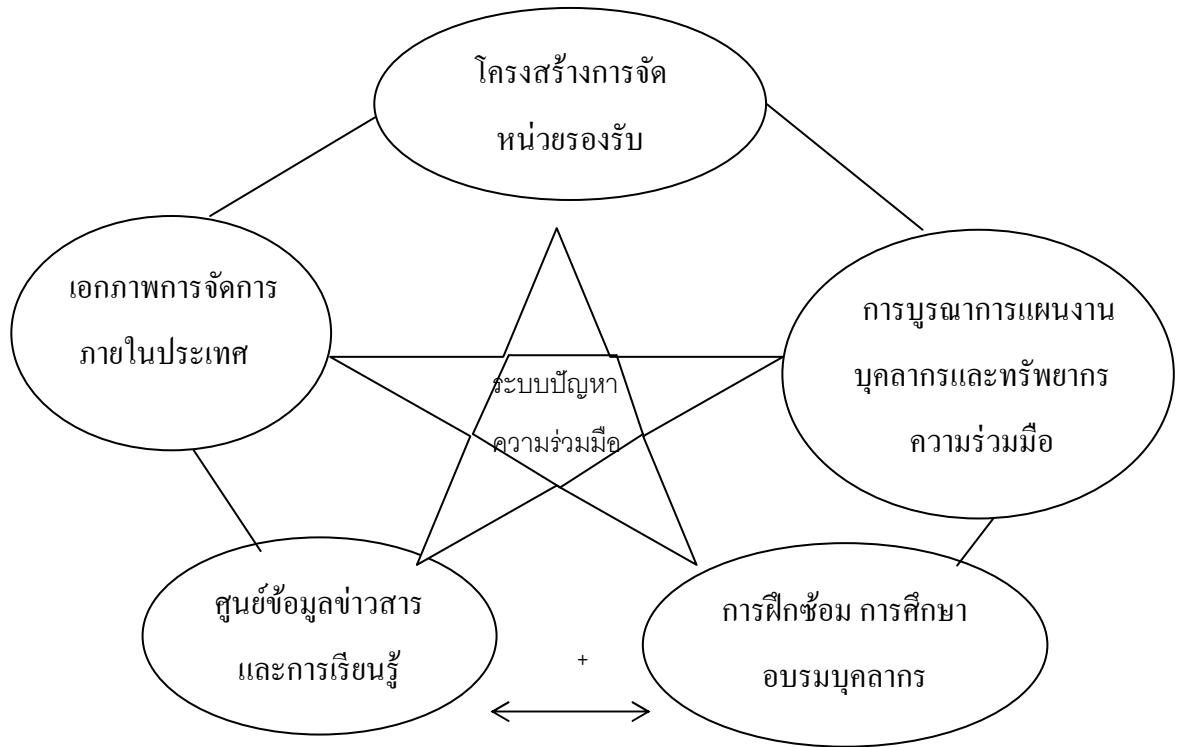 โครงสร้างการจัด
หน่วยรองรับ
เอกภาพการจัดการ
ภายในประเทศ
การบูรณาการแผนงาน
บุคลากรและทรัพยากร
ความร่วมมือ
ระบบปัญหา
ความร่วมมือ
ศูนย์ข้อมูลข่าวสาร
และการเรียนรู้
+
การฝึกซ้อม การศึกษา
อบรมบุคลากร